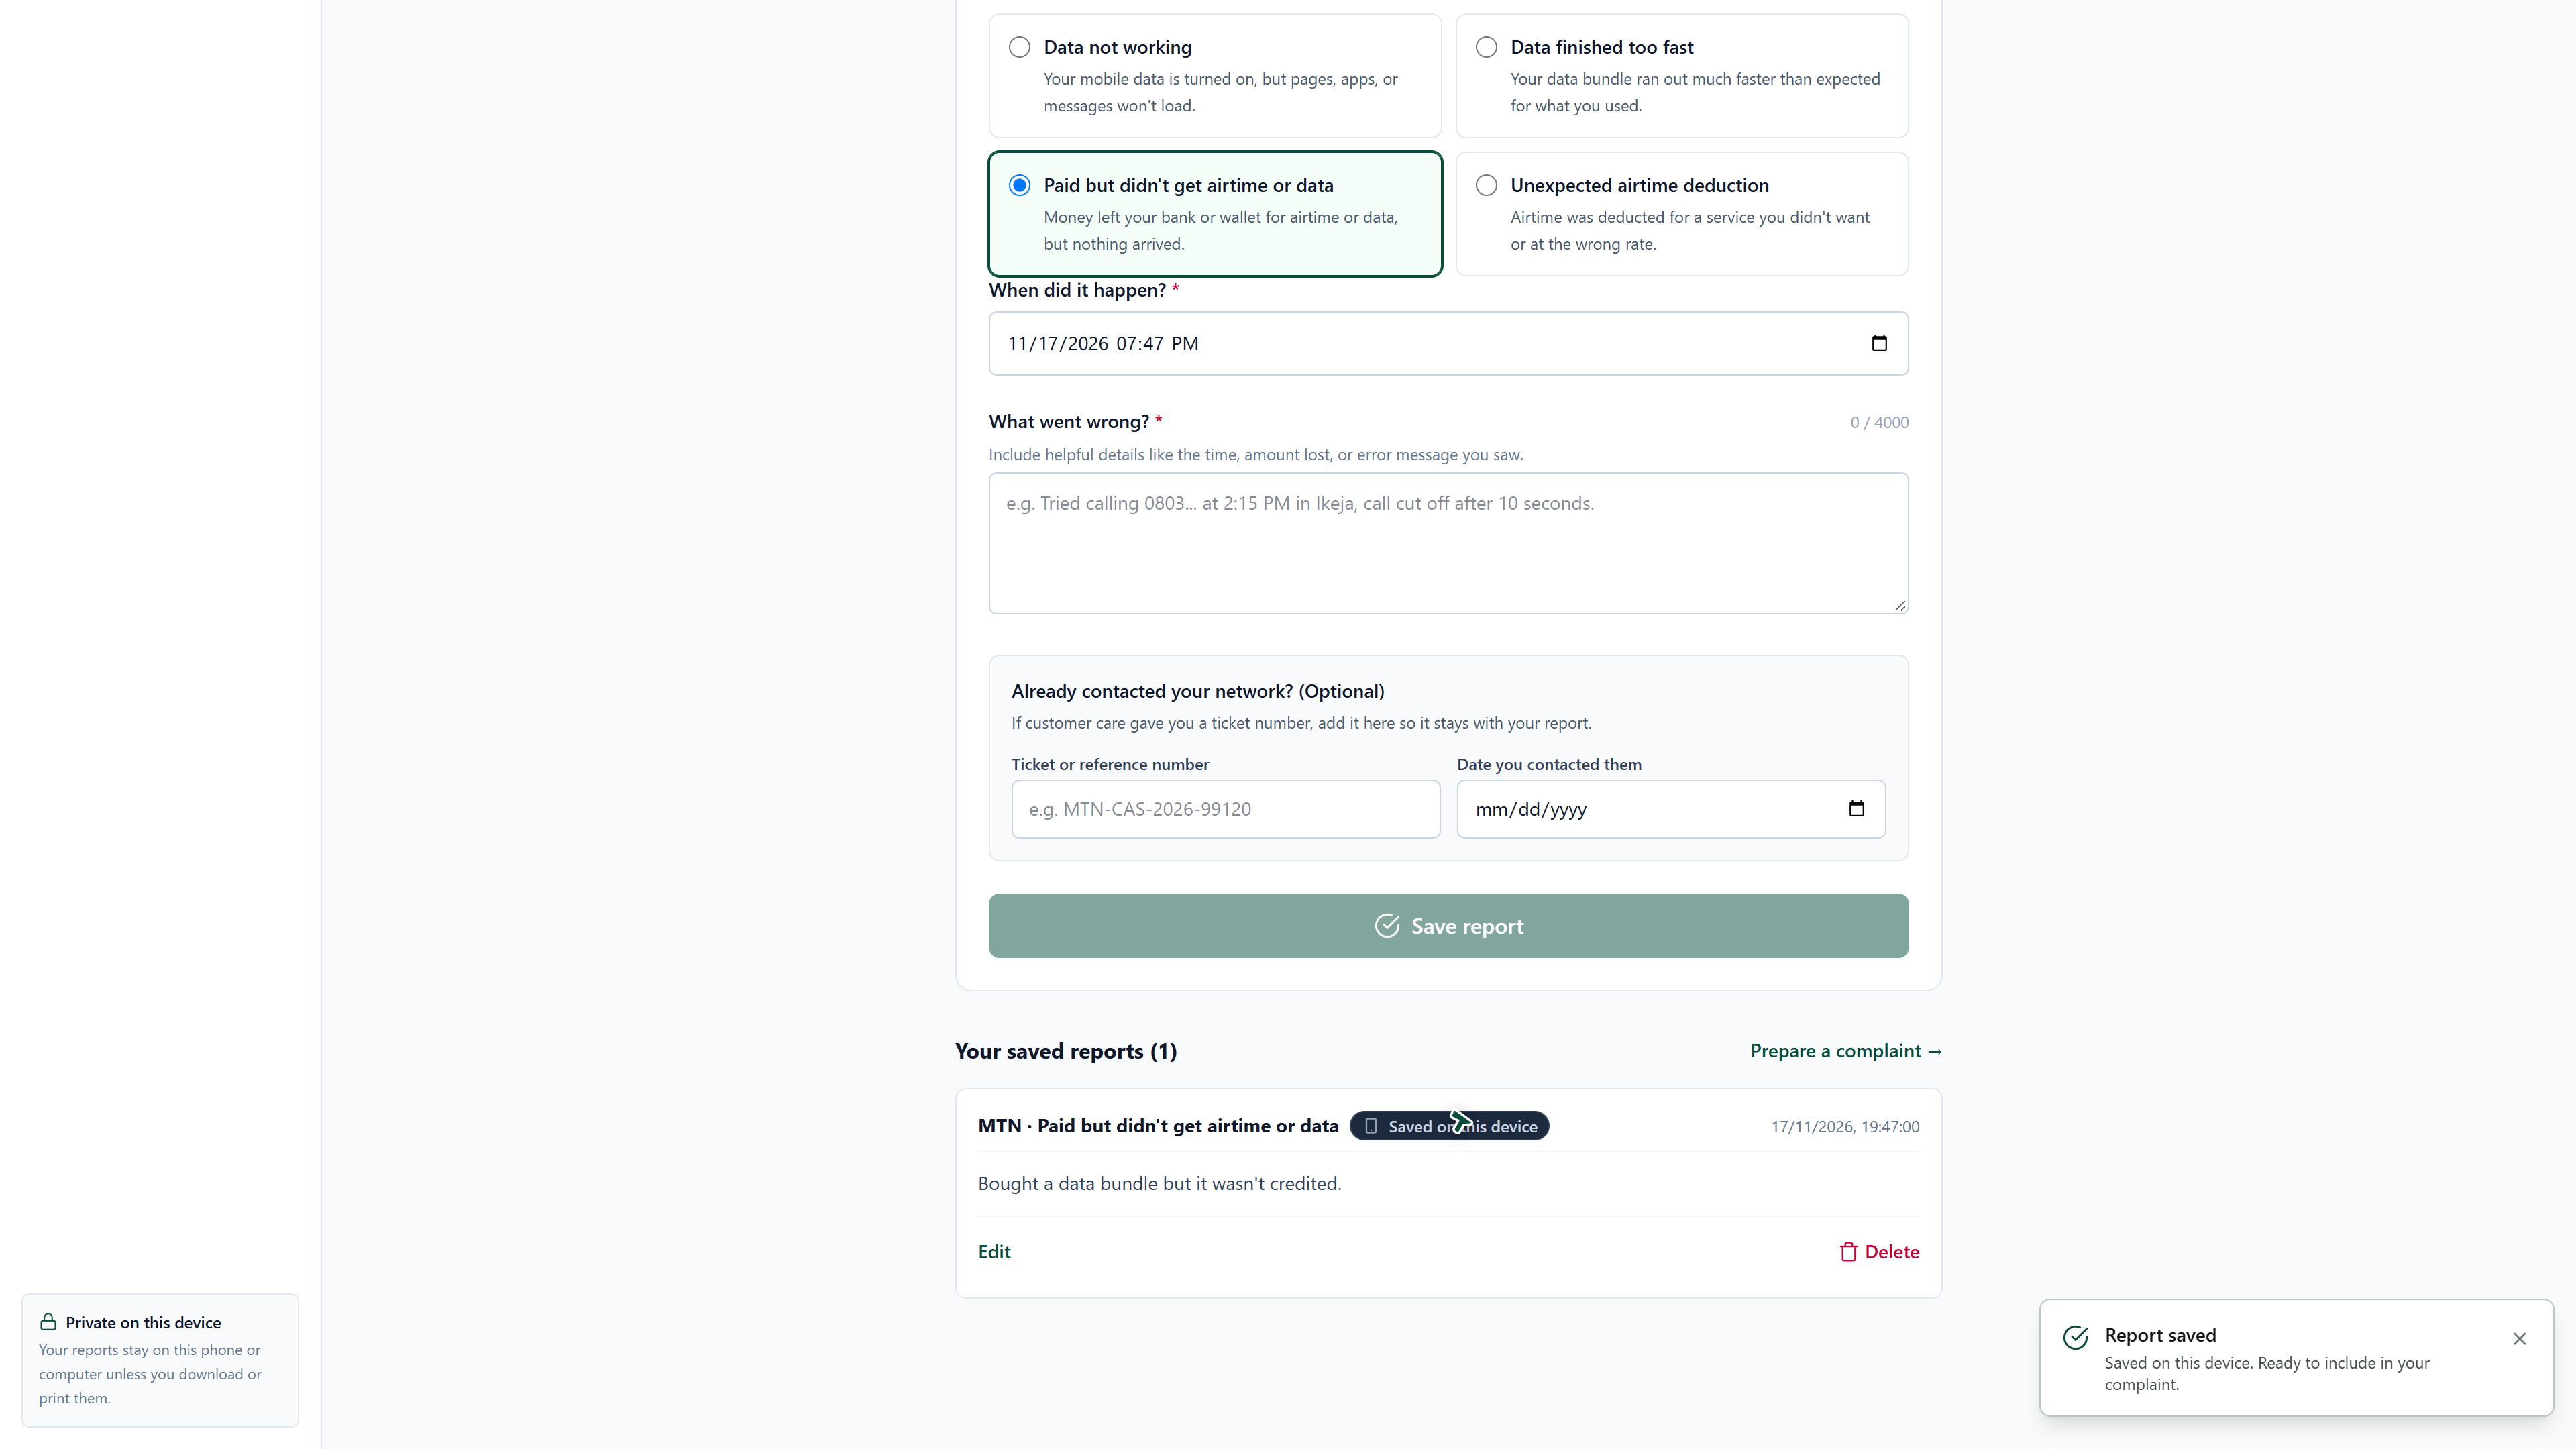 Data not working
Your mobile data is turned on, but pages, apps, or
messages won't load.
Data finished too fast
Your data bundle ran out much faster than expected
for what you used.
Paid but didn't get airtime or data
Money left your bank or wallet for airtime or data,
but nothing arrived.
Unexpected airtime deduction
Airtime was deducted for a service you didn't want
or at the wrong rate.
When did it happen? *
11/17/2026 07:47 PM
What went wrong? *
0 / 4000
Include helpful details like the time, amount lost, or error message you saw.
e.g. Tried calling 0803... at 2:15 PM in Ikeja, call cut off after 10 seconds.
Already contacted your network? (Optional)
If customer care gave you a ticket number, add it here so it stays with your report.
Ticket or reference number
Date you contacted them
e.g. MTN-CAS-2026-99120
mm/dd/yyyy
Save report
Your saved reports (1)
Prepare a complaint →
MTN · Paid but didn't get airtime or data
Saved on this device
17/11/2026, 19:47:00
Bought a data bundle but it wasn't credited.
Edit
Delete
Private on this device
Your reports stay on this phone or
computer unless you download or
print them.
Report saved
Saved on this device. Ready to include in your
complaint.